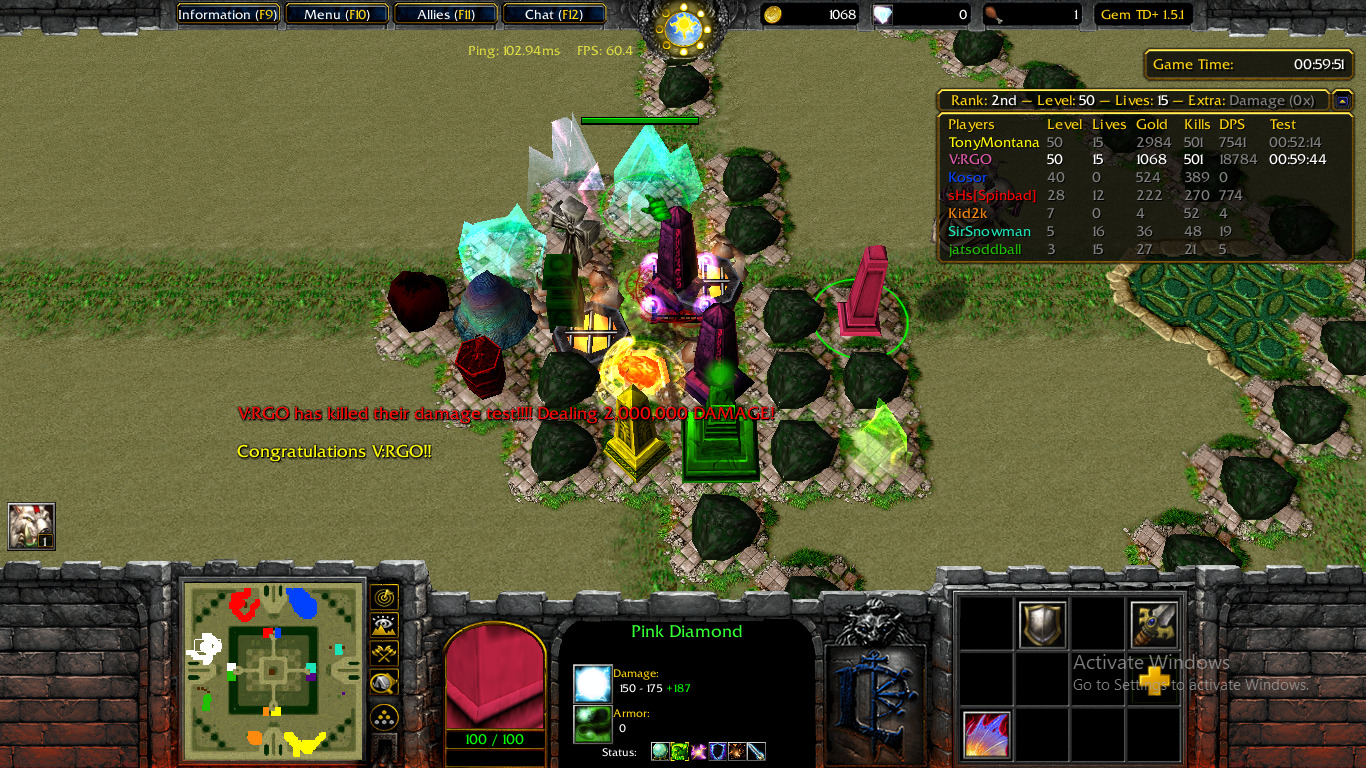 Information (F9) Menu (F10) Allies (F11) Chat (F12) 1068 0 1 Gem TD+ 1.5.1
Ping: 102.94ms FPS: 60.4
Game Time: 00:59:51
Rank: 2nd — Level: 50 — Lives: 15 — Extra: Damage (0x)
Players Level Lives Gold Kills DPS Test
TonyMontana 50 15 2984 501 7541 00:52:14
V:RGO 50 15 1068 501 18784 00:59:44
Kosor 40 0 524 389 0
sHs[Spinbad] 28 12 222 270 774
Kid2k 7 0 4 52 4
SirSnowman 5 16 36 48 19
jatsoddball 3 15 27 21 5
V:RGO has killed their damage test!!!! Dealing 2,000,000 DAMAGE!
Congratulations V:RGO!!
1
Pink Diamond
Damage:
150 - 175 +187
Armor:
0
Status:
100 / 100
Activate Windows
Go to Settings to activate Windows.